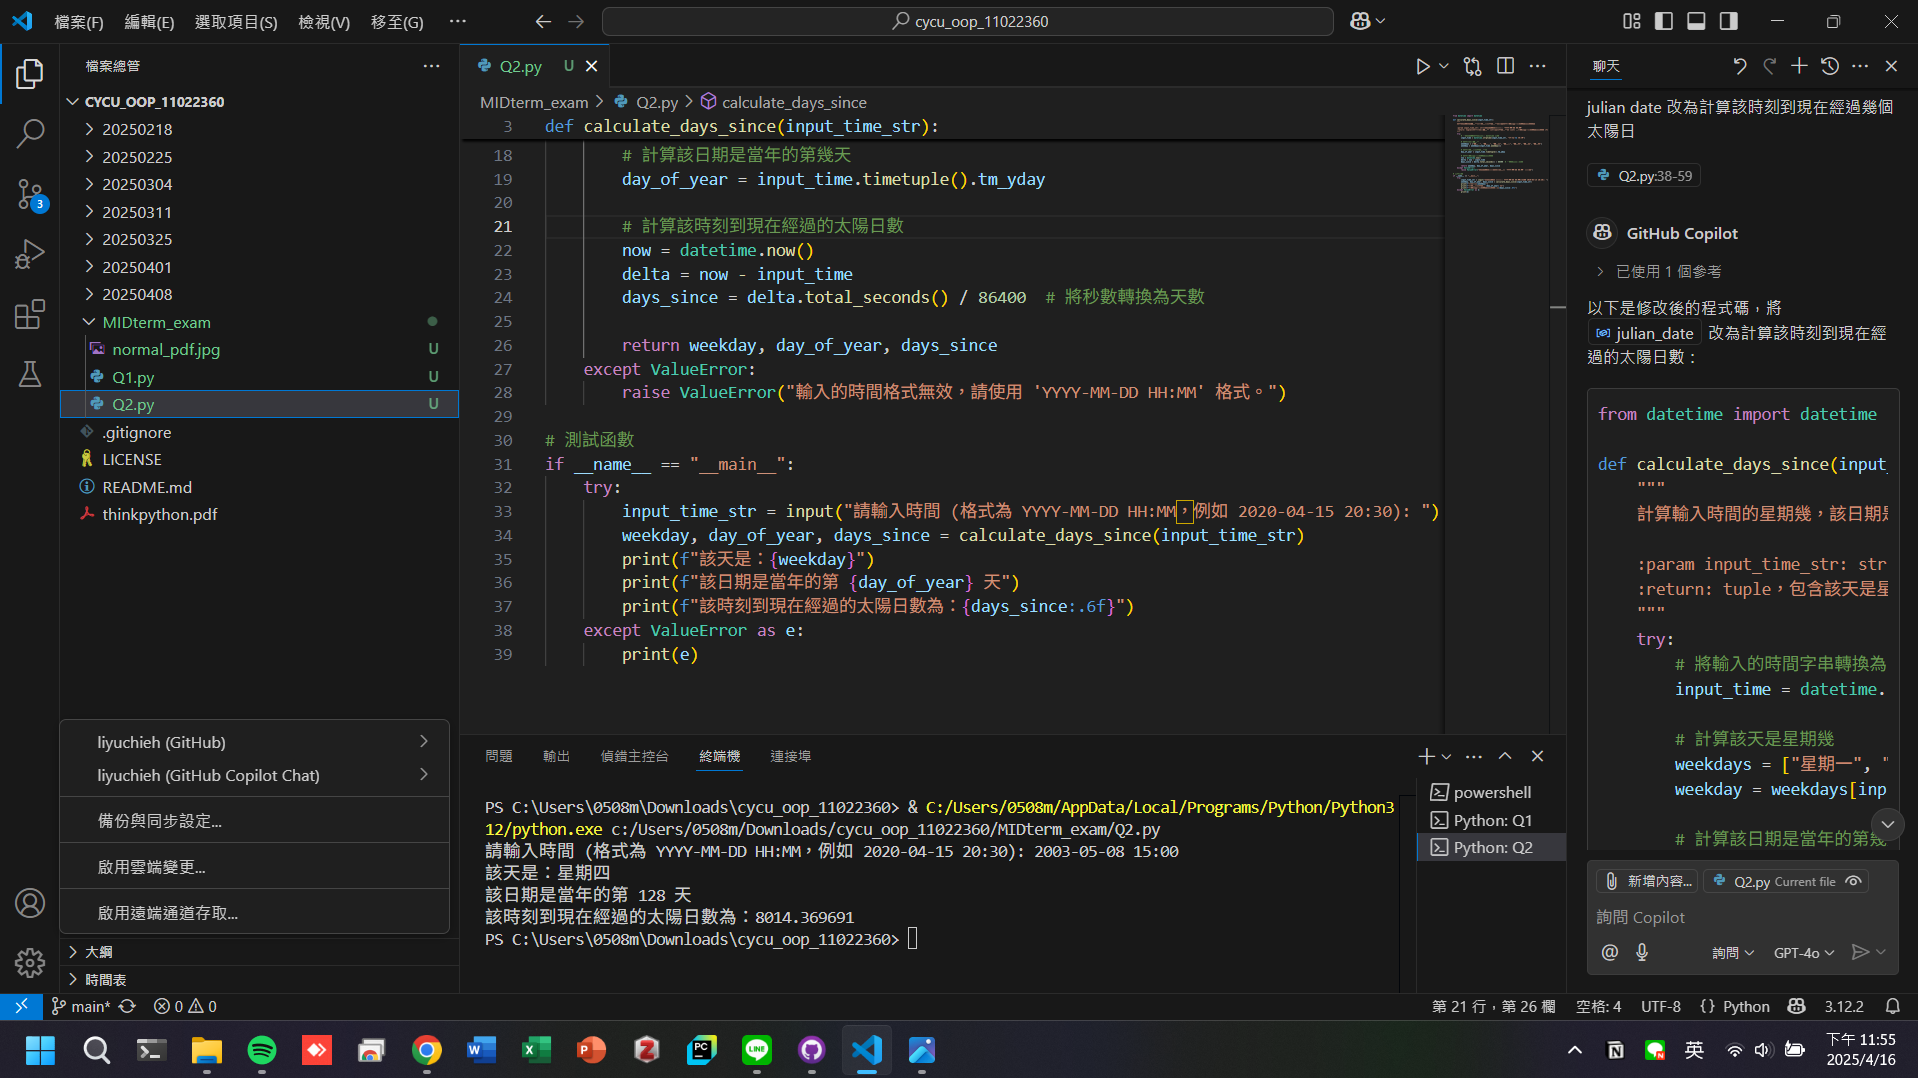 檔案(F) 編輯(E) 選取項目(S) 檢視(V) 移至(G) ···
cycu_oop_11022360
檔案總管
CYCU_OOP_11022360
20250218
20250225
20250304
20250311
20250325
20250401
20250408
MIDterm_exam
normal_pdf.jpg U
Q1.py U
Q2.py U
.gitignore
LICENSE
README.md
thinkpython.pdf
3
liyuchieh (GitHub)
liyuchieh (GitHub Copilot Chat)
備份與同步設定...
啟用雲端變更...
啟用遠端通道存取...
大綱
時間表
Q2.py U
MIDterm_exam > Q2.py > calculate_days_since
3 def calculate_days_since(input_time_str):
18 # 計算該日期是當年的第幾天
19 day_of_year = input_time.timetuple().tm_yday
20
21 # 計算該時刻到現在經過的太陽日數
22 now = datetime.now()
23 delta = now - input_time
24 days_since = delta.total_seconds() / 86400  # 將秒數轉換為天數
25
26 return weekday, day_of_year, days_since
27 except ValueError:
28 raise ValueError("輸入的時間格式無效，請使用 'YYYY-MM-DD HH:MM' 格式。")
29
30 # 測試函數
31 if __name__ == "__main__":
32 try:
33 input_time_str = input("請輸入時間 (格式為 YYYY-MM-DD HH:MM，例如 2020-04-15 20:30): ")
34 weekday, day_of_year, days_since = calculate_days_since(input_time_str)
35 print(f"該天是：{weekday}")
36 print(f"該日期是當年的第 {day_of_year} 天")
37 print(f"該時刻到現在經過的太陽日數為：{days_since:.6f}")
38 except ValueError as e:
39 print(e)
問題 輸出 偵錯主控台 終端機 連接埠
PS C:\Users\0508m\Downloads\cycu_oop_11022360> & C:/Users/0508m/AppData/Local/Programs/Python/Python3
12/python.exe c:/Users/0508m/Downloads/cycu_oop_11022360/MIDterm_exam/Q2.py
請輸入時間 (格式為 YYYY-MM-DD HH:MM，例如 2020-04-15 20:30): 2003-05-08 15:00
該天是：星期四
該日期是當年的第 128 天
該時刻到現在經過的太陽日數為：8014.369691
PS C:\Users\0508m\Downloads\cycu_oop_11022360>
powershell
Python: Q1
Python: Q2
聊天
julian date 改為計算該時刻到現在經過幾個
太陽日
Q2.py:38-59
GitHub Copilot
已使用 1 個參考
以下是修改後的程式碼，將
julian_date 改為計算該時刻到現在經
過的太陽日數：
from datetime import datetime
def calculate_days_since(input_
"""
計算輸入時間的星期幾，該日期是
:param input_time_str: str
:return: tuple，包含該天是星
"""
try:
# 將輸入的時間字串轉換為
input_time = datetime.
# 計算該天是星期幾
weekdays = ["星期一", "
weekday = weekdays[inp
# 計算該日期是當年的第幾
新增內容... Q2.py Current file
詢問 Copilot
詢問 GPT-4o
main* 0 0
第 21 行，第 26 欄 空格: 4 UTF-8 {} Python 3.12.2
英
下午 11:55
2025/4/16